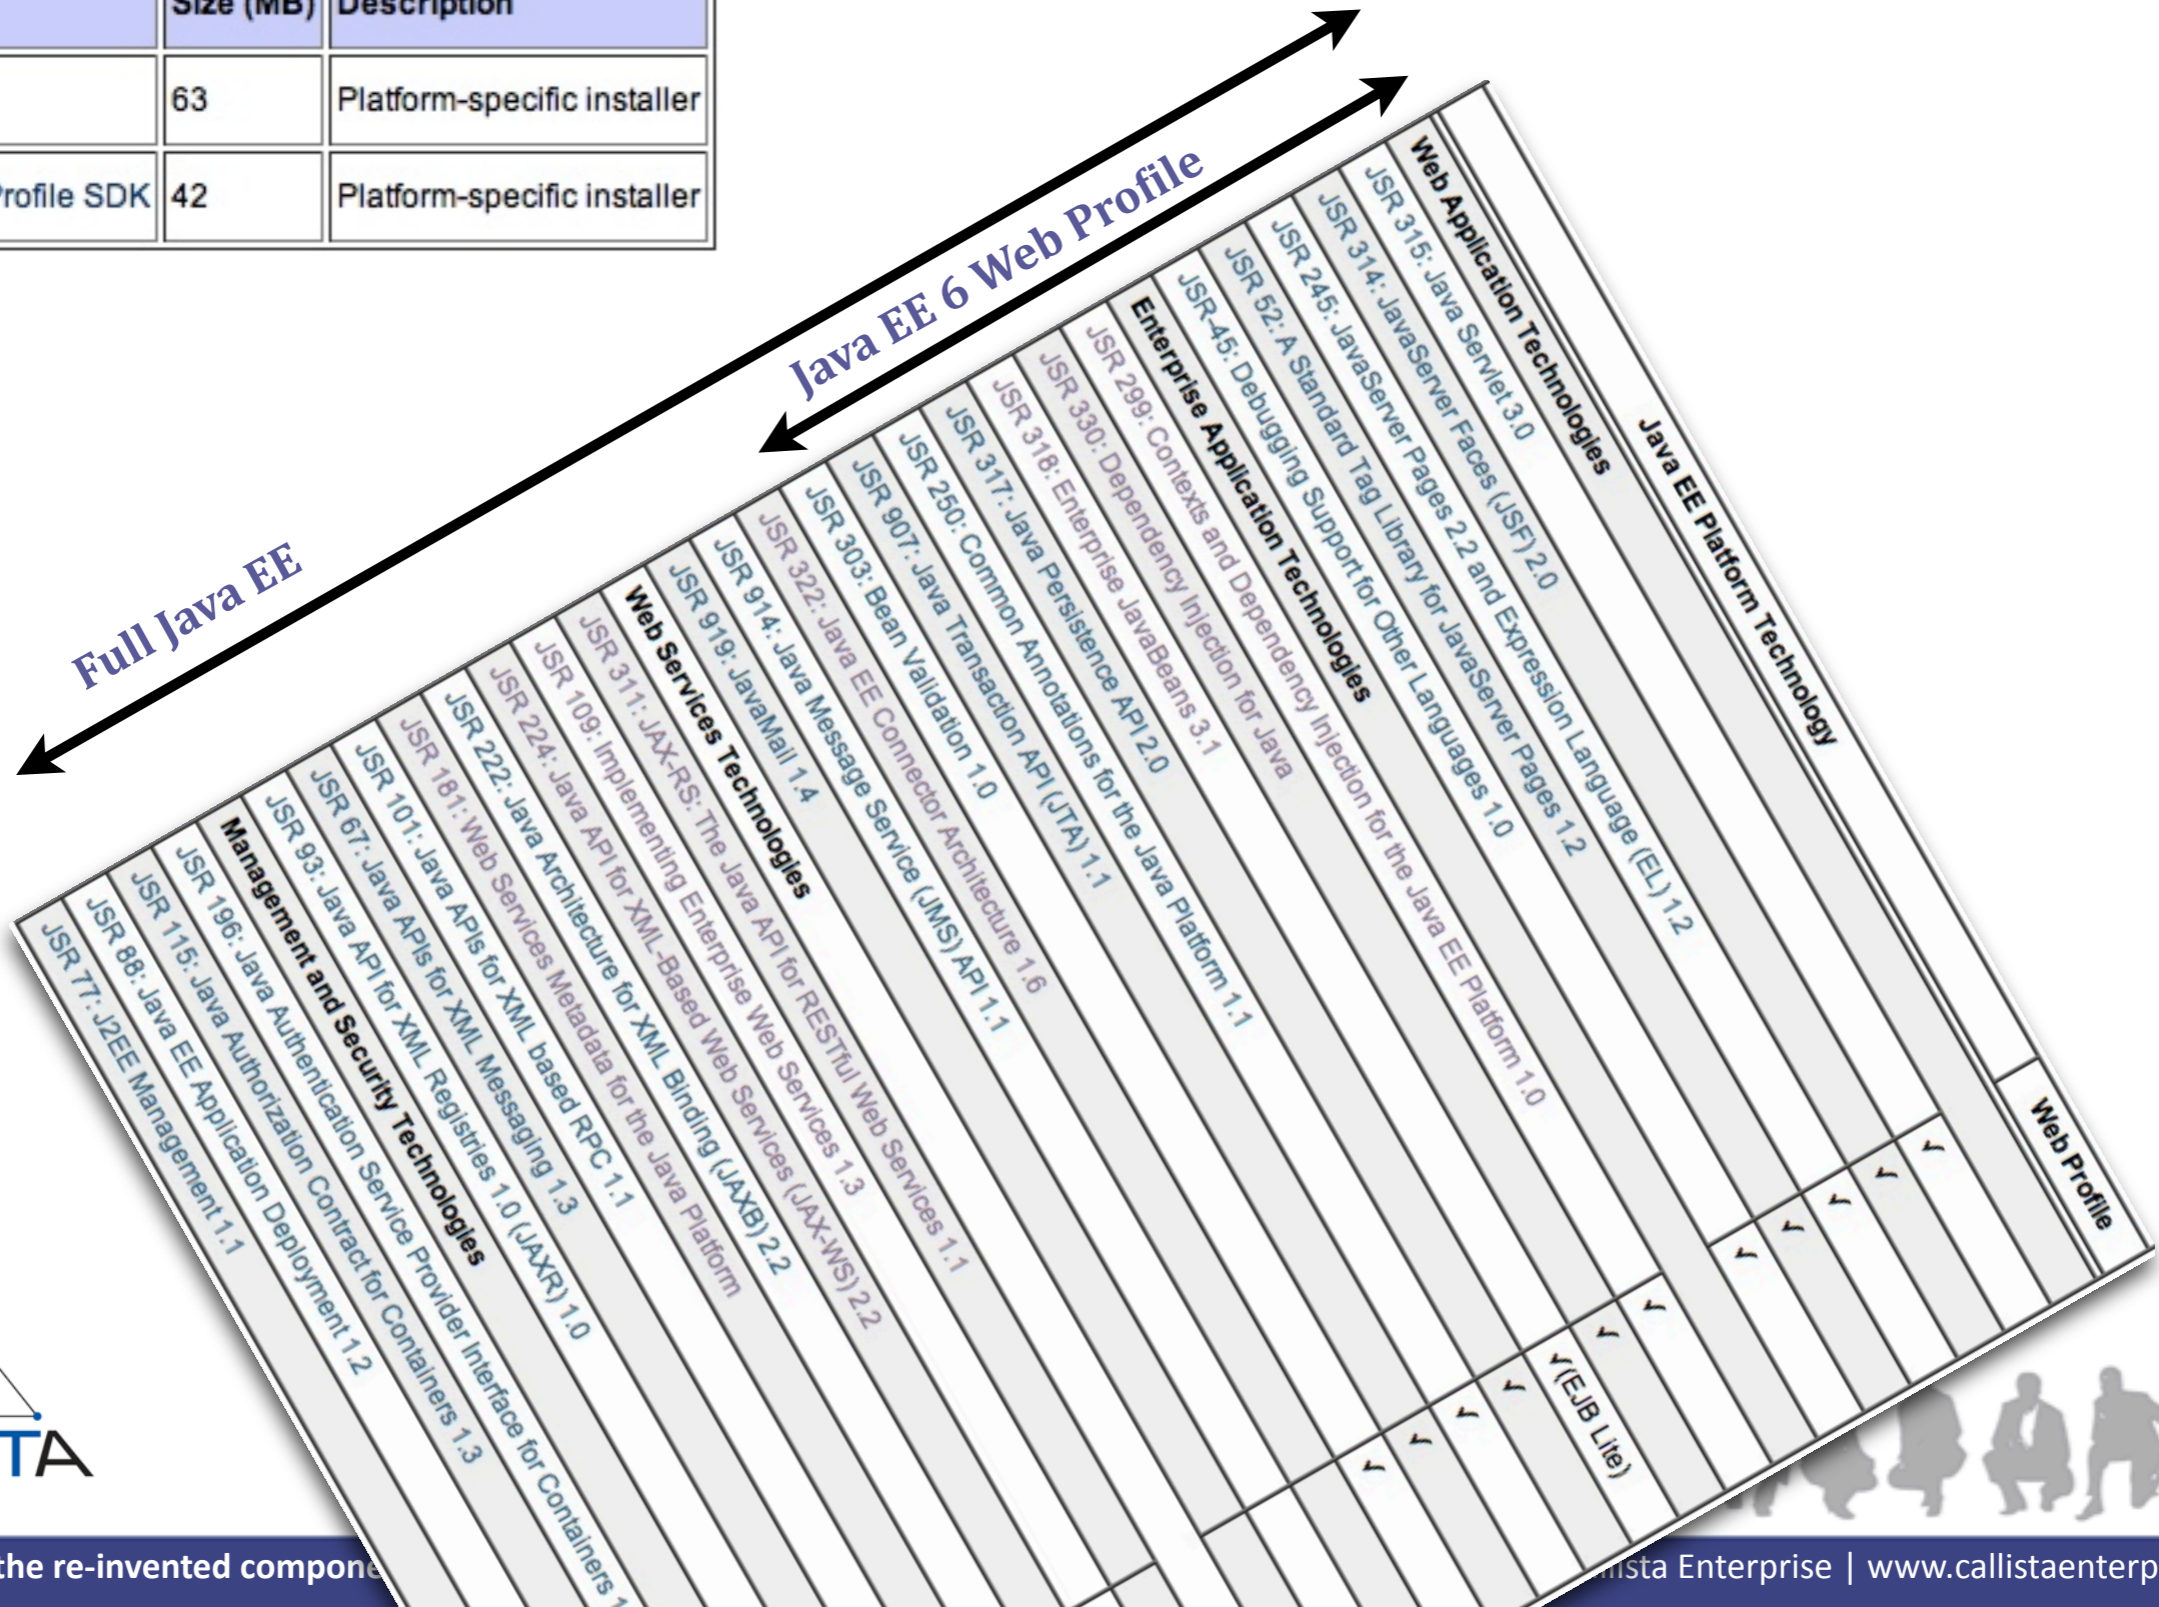 Size (MB) Description
63 Platform-specific installer
rofile SDK 42 Platform-specific installer
Full Java EE
Java EE 6 Web Profile
Java EE Platform Technology Web Profile
Web Application Technologies
JSR 315: Java Servlet 3.0 ✓
JSR 314: JavaServer Faces (JSF) 2.0 ✓
JSR 245: JavaServer Pages 2.2 and Expression Language (EL) 1.2 ✓
JSR 52: A Standard Tag Library for JavaServer Pages 1.2 ✓
JSR-45: Debugging Support for Other Languages 1.0 ✓
Enterprise Application Technologies
JSR 299: Contexts and Dependency Injection for the Java EE Platform 1.0 ✓
JSR 330: Dependency Injection for Java ✓
JSR 318: Enterprise JavaBeans 3.1 ✓(EJB Lite)
JSR 317: Java Persistence API 2.0 ✓
JSR 250: Common Annotations for the Java Platform 1.1 ✓
JSR 907: Java Transaction API (JTA) 1.1 ✓
JSR 303: Bean Validation 1.0 ✓
JSR 322: Java EE Connector Architecture 1.6
JSR 914: Java Message Service (JMS) API 1.1
JSR 919: JavaMail 1.4
Web Services Technologies
JSR 311: JAX-RS: The Java API for RESTful Web Services 1.1
JSR 109: Implementing Enterprise Web Services 1.3
JSR 224: Java API for XML-Based Web Services (JAX-WS) 2.2
JSR 222: Java Architecture for XML Binding (JAXB) 2.2
JSR 181: Web Services Metadata for the Java Platform
JSR 101: Java APIs for XML based RPC 1.1
JSR 67: Java APIs for XML Messaging 1.3
JSR 93: Java API for XML Registries 1.0 (JAXR) 1.0
Management and Security Technologies
JSR 196: Java Authentication Service Provider Interface for Containers 1
JSR 115: Java Authorization Contract for Containers 1.3
JSR 88: Java EE Application Deployment 1.2
JSR 77: J2EE Management 1.1
TA
the re-invented compone
ista Enterprise | www.callistaenterp